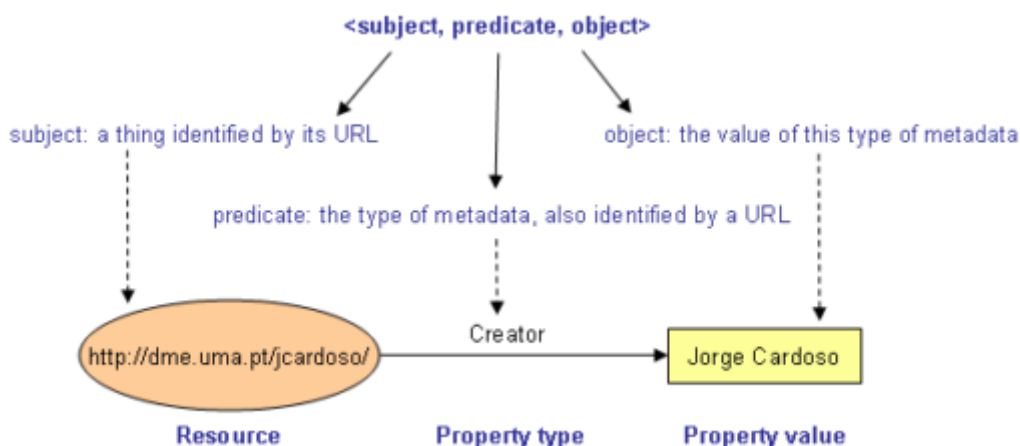 <subject, predicate, object>
subject: a thing identified by its URL
object: the value of this type of metadata
predicate: the type of metadata, also identified by a URL
Creator
http://dme.uma.pt/jcardoso/
Jorge Cardoso
Resource
Property type
Property value